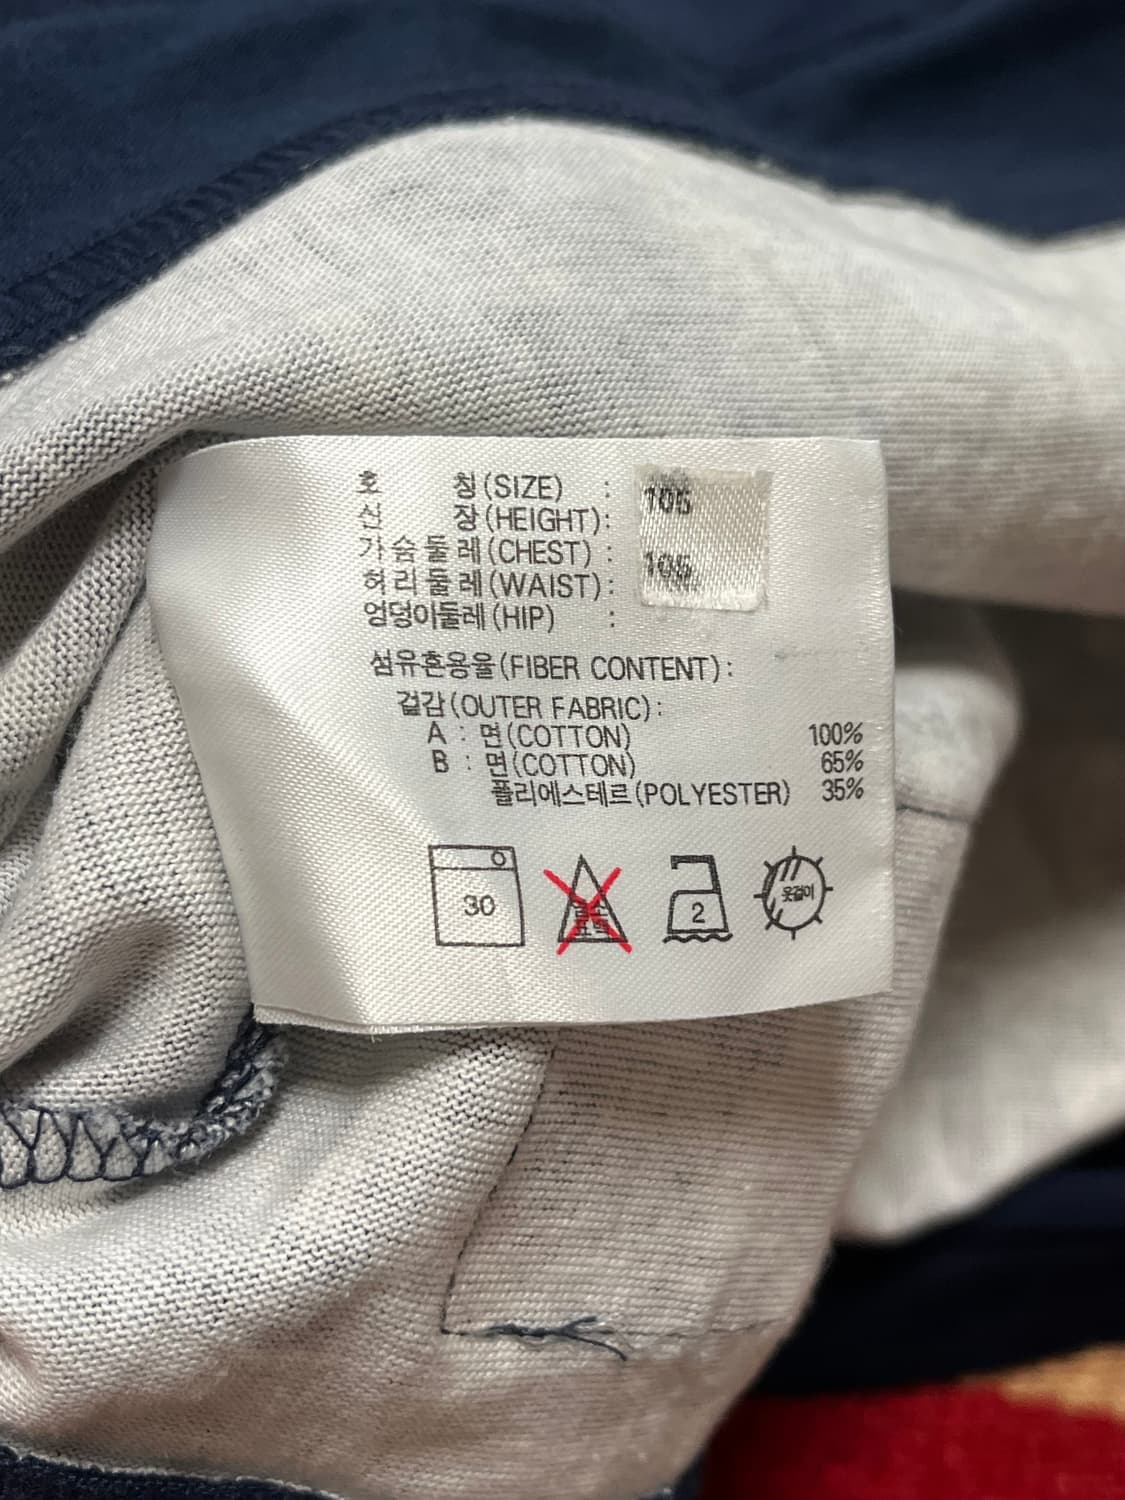 호 칭(SIZE) : 105
신 장(HEIGHT):
가슴둘레(CHEST) : 105
허리둘레(WAIST) :
엉덩이둘레(HIP) :
섬유혼용율(FIBER CONTENT):
겉감(OUTER FABRIC):
A : 면(COTTON) 100%
B : 면(COTTON) 65%
폴리에스테르(POLYESTER) 35%
30 2 옷걸이